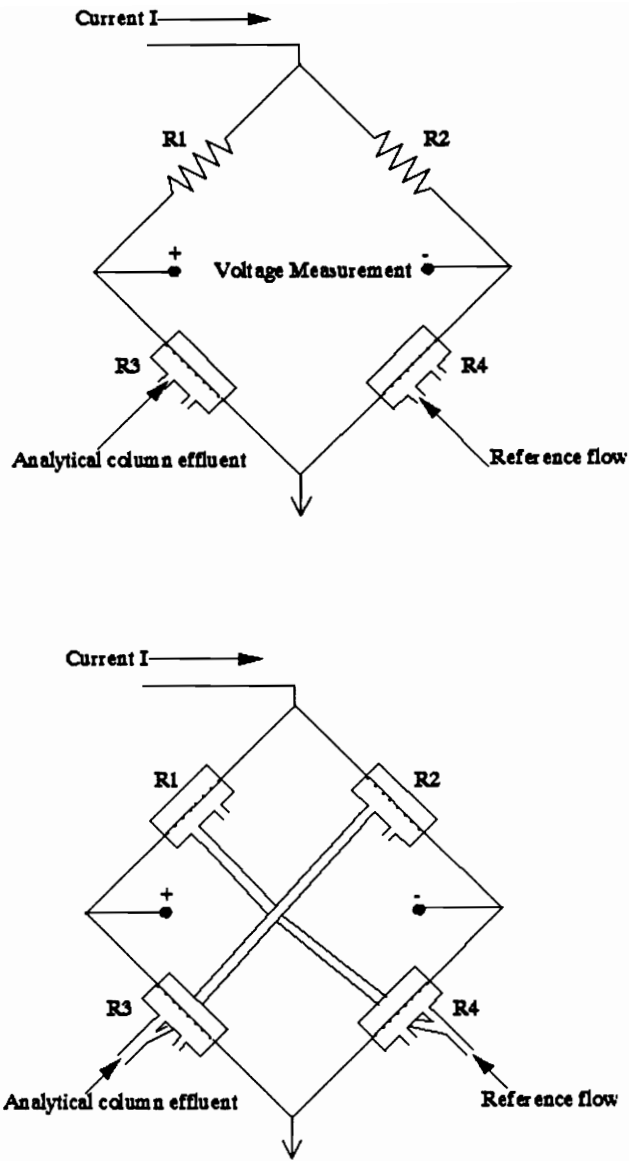 Current I
R1
R2
+
Voltage Measurement
-
R3
R4
Analytical column effluent
Reference flow
Current I
R1
R2
+
-
R3
R4
Analytical column effluent
Reference flow